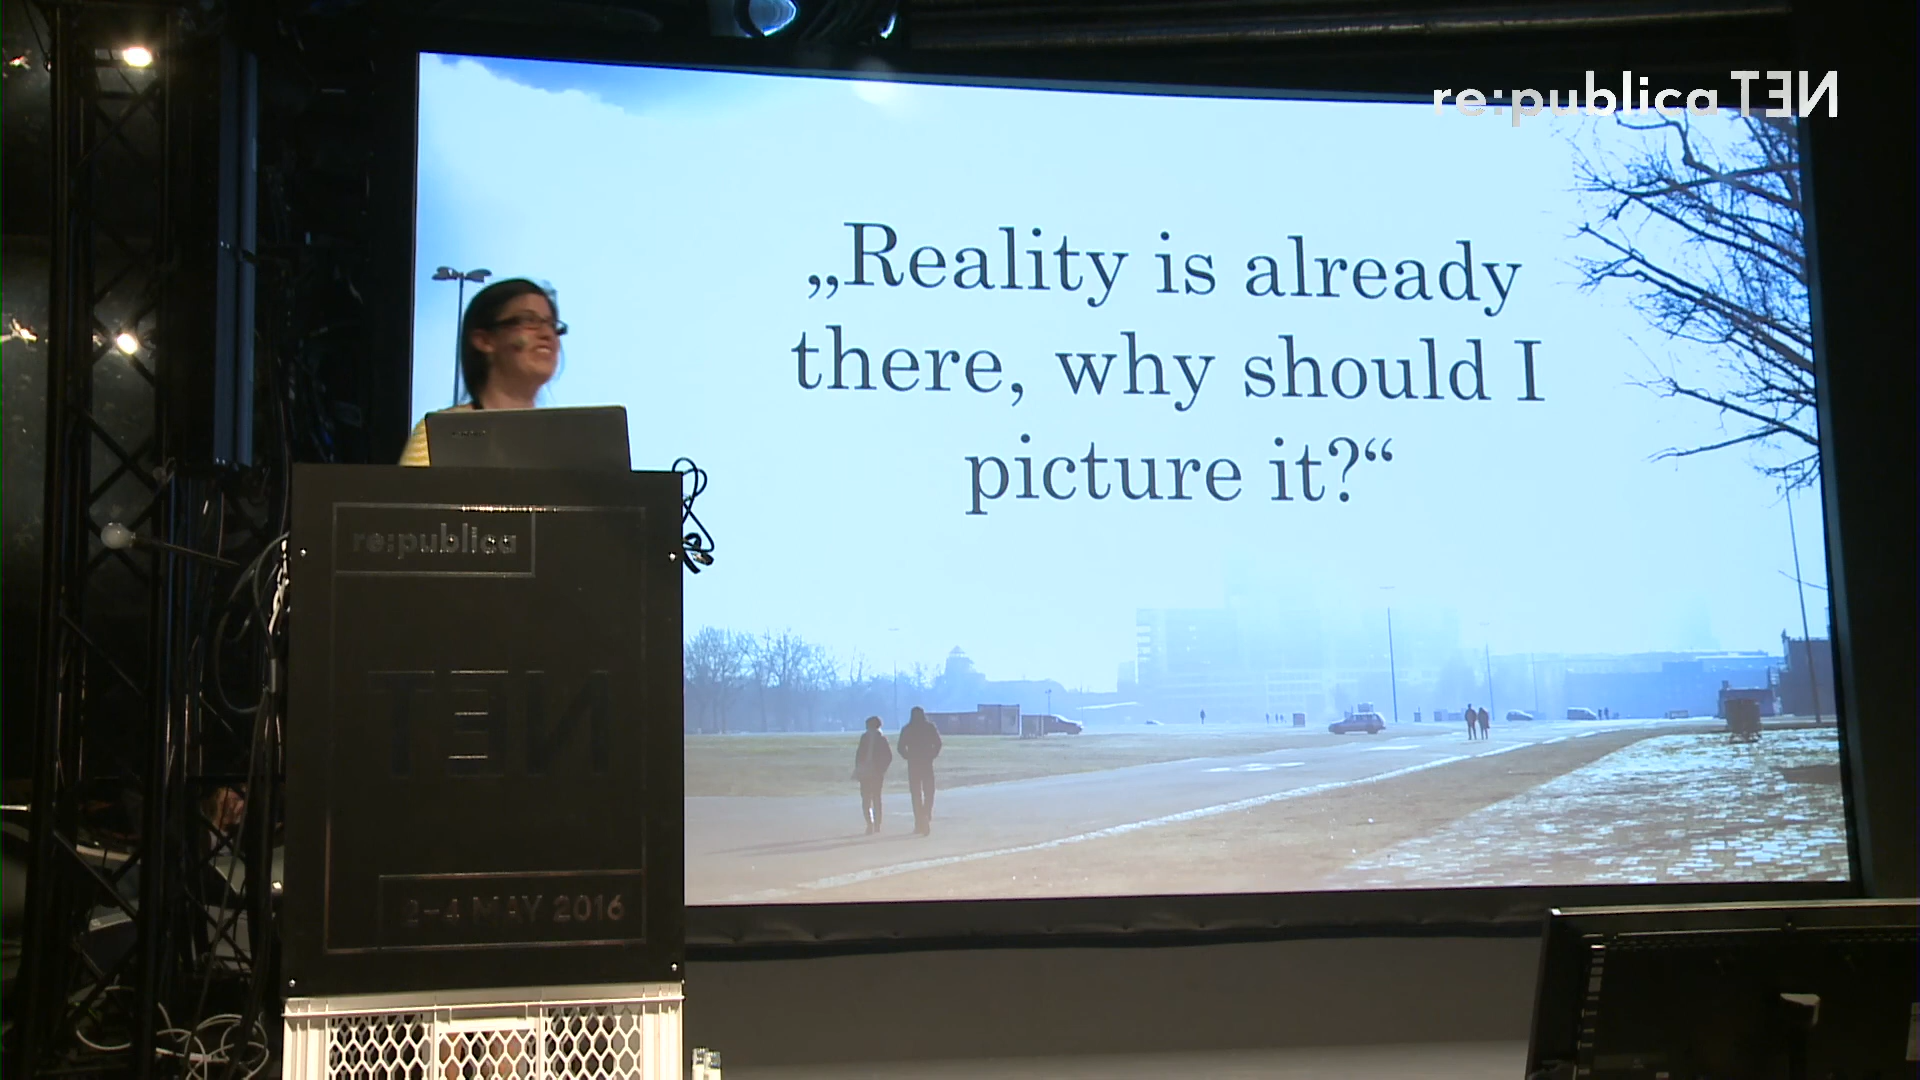 re:publica TEN
„Reality is already
there, why should I
picture it?“
re:publica
TEN
2–4 MAY 2016